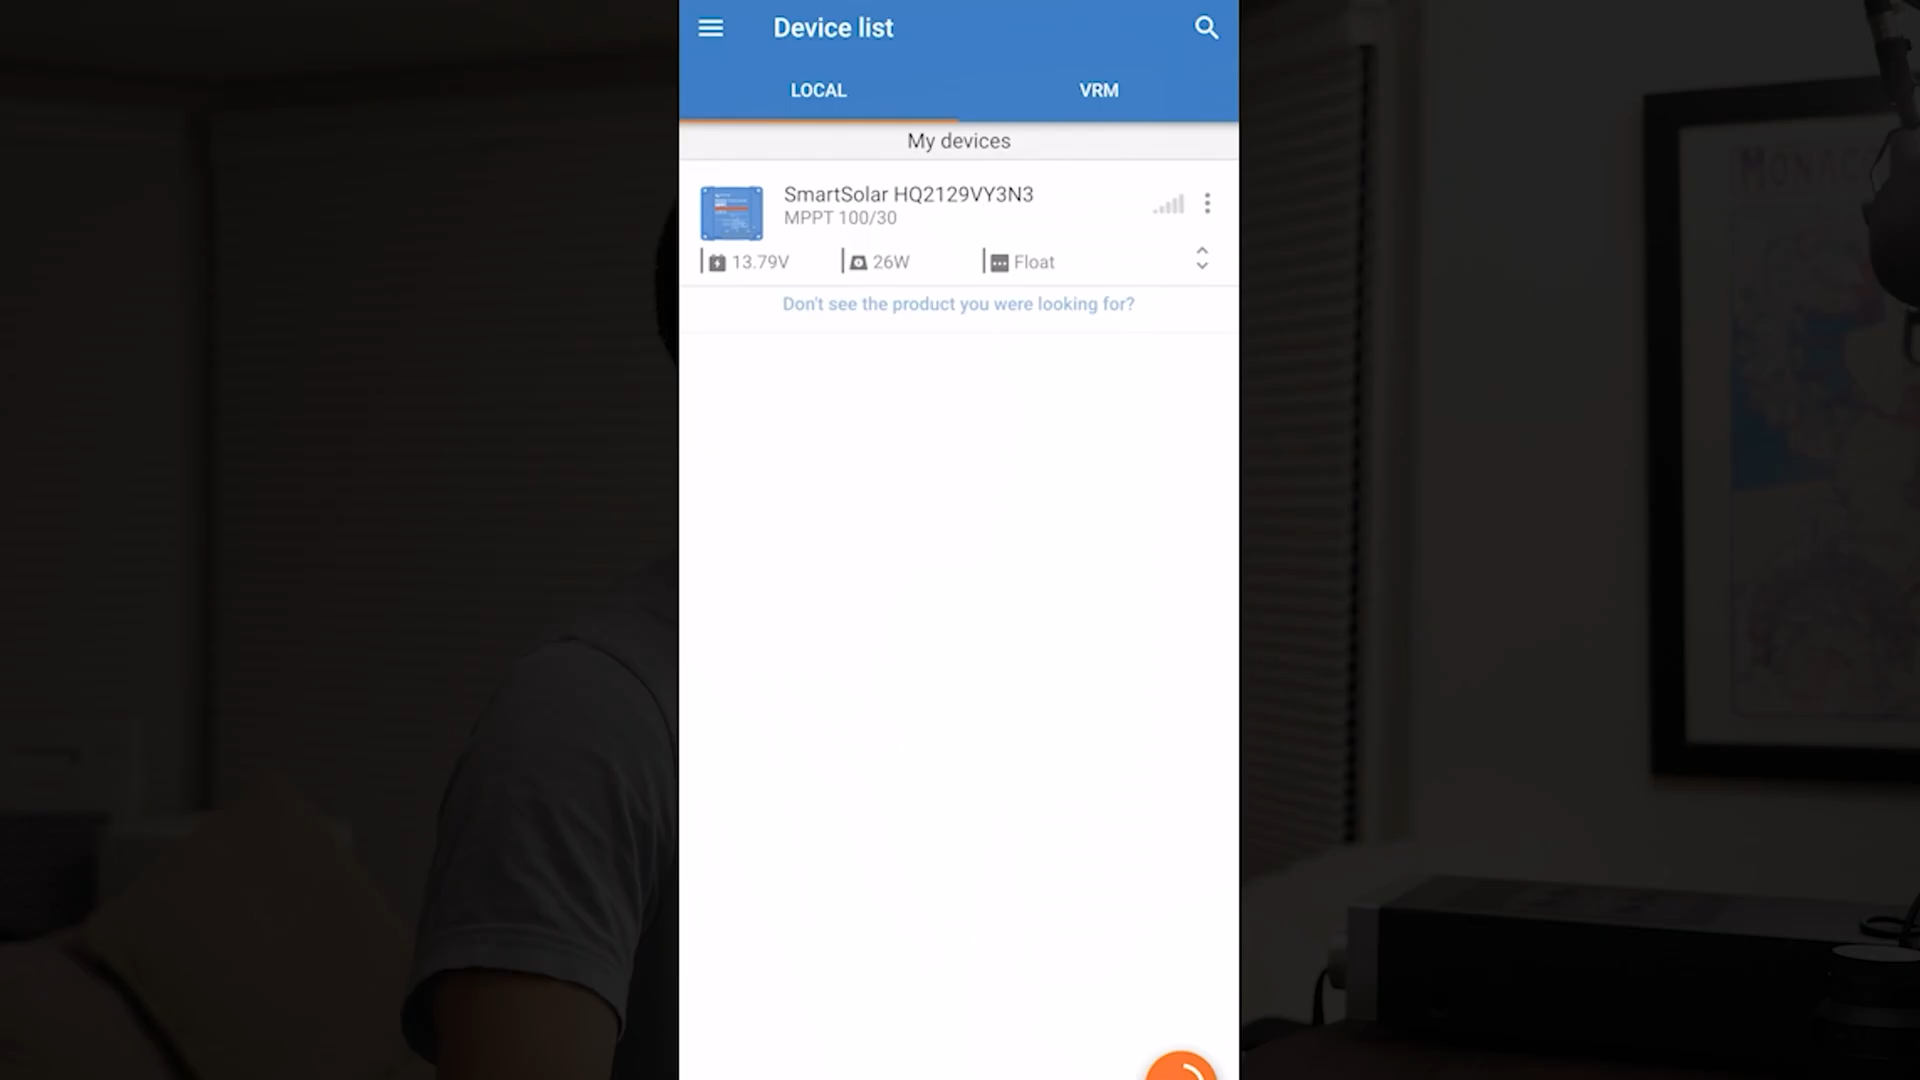 Device list
LOCAL
VRM
My devices
SmartSolar HQ2129VY3N3
MPPT 100/30
13.79V
26W
Float
Don't see the product you were looking for?